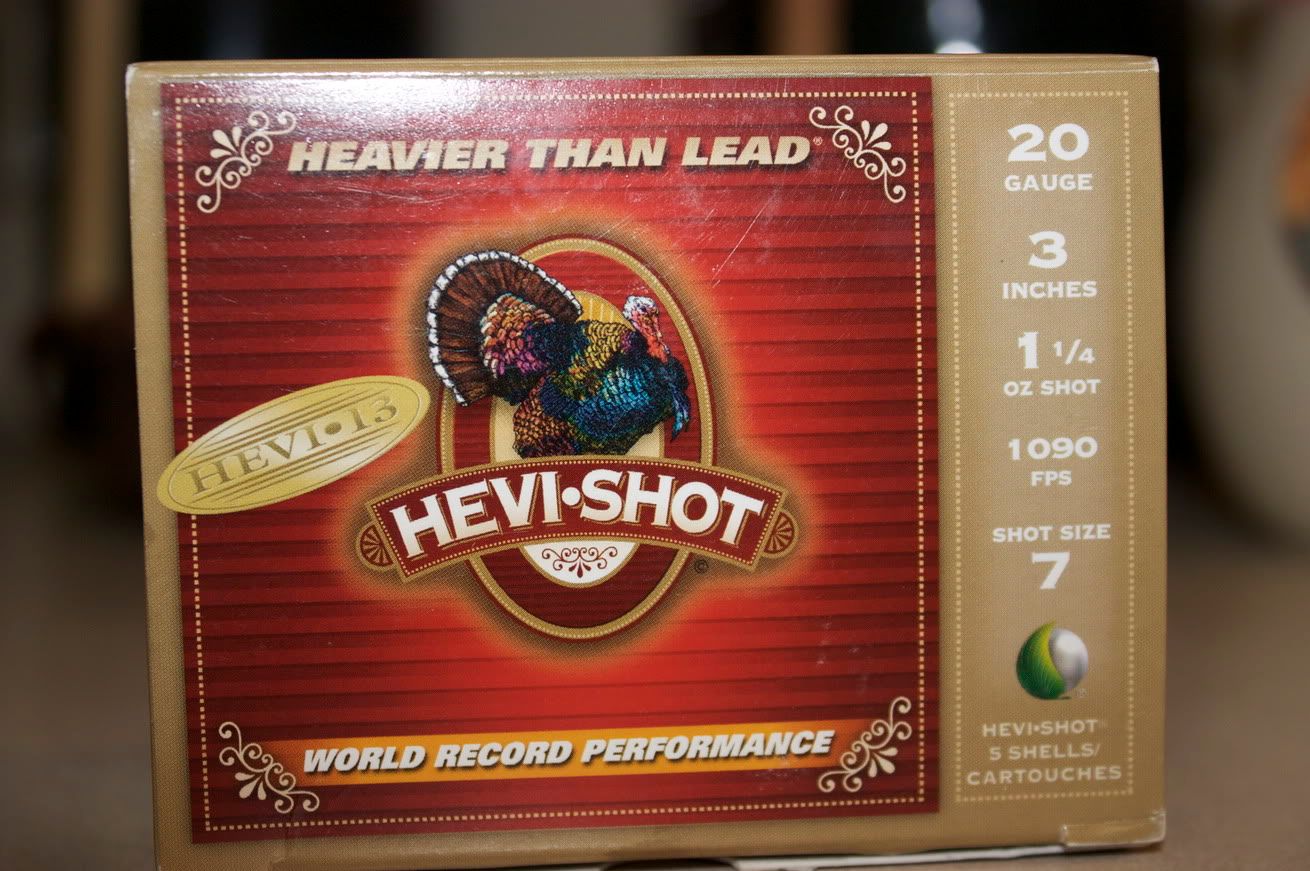 HEAVIER THAN LEAD®
HEVI•13
HEVI•SHOT
©
WORLD RECORD PERFORMANCE
20
GAUGE
3
INCHES
1 1/4
OZ SHOT
1090
FPS
SHOT SIZE
7
HEVI•SHOT
5 SHELLS/
CARTOUCHES